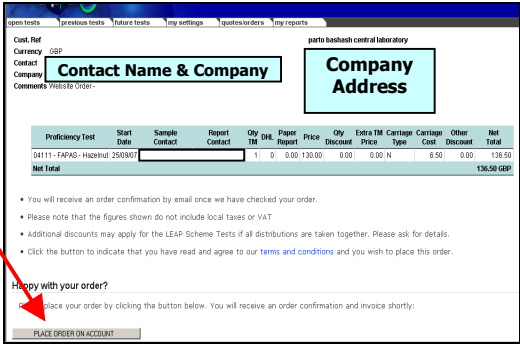 open tests previous tests future tests my settings quotes/orders my reports
Cust. Ref parto bashash central laboratory
Currency GBP
Contact
Company
Contact Name & Company
Company
Address
Comments Website Order -
Proficiency Test Start Date Sample Contact Report Contact Qty TM DHL Paper Report Price Qty Discount Extra TM Price Carriage Type Carriage Cost Other Discount Net Total
04111 - FAPAS - Hazelnut 25/09/07 1 0 0.00 130.00 0.00 0.00 N 6.50 0.00 136.50
Net Total 136.50 GBP
• You will receive an order confirmation by email once we have checked your order.
• Please note that the figures shown do not include local taxes or VAT
• Additional discounts may apply for the LEAP Scheme Tests if all distributions are taken together. Please ask for details.
• Click the button to indicate that you have read and agree to our terms and conditions and you wish to place this order.
Happy with your order?
place your order by clicking the button below. You will receive an order confirmation and invoice shortly:
PLACE ORDER ON ACCOUNT